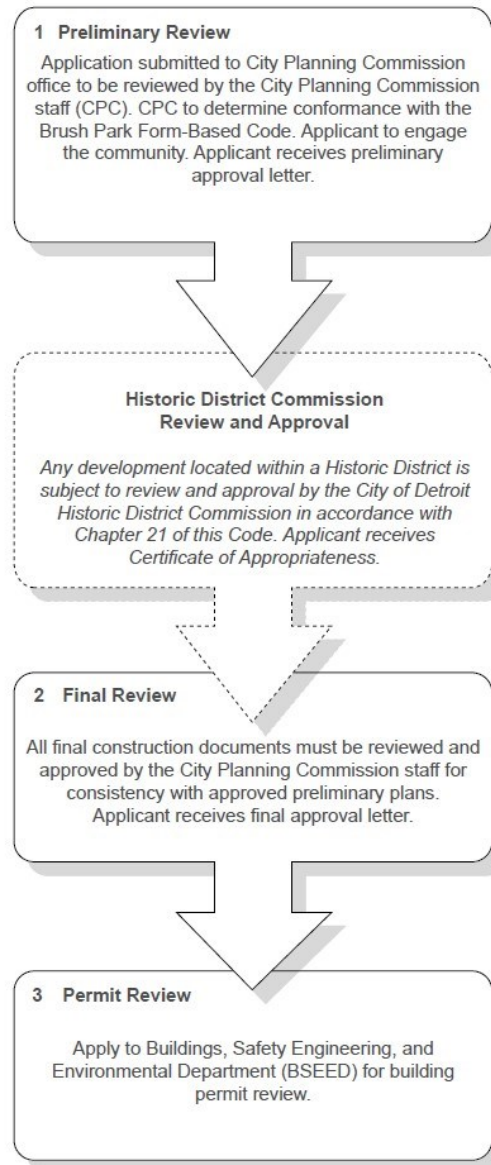 1 Preliminary Review
Application submitted to City Planning Commission
office to be reviewed by the City Planning Commission
staff (CPC). CPC to determine conformance with the
Brush Park Form-Based Code. Applicant to engage
the community. Applicant receives preliminary
approval letter.
Historic District Commission
Review and Approval
Any development located within a Historic District is
subject to review and approval by the City of Detroit
Historic District Commission in accordance with
Chapter 21 of this Code. Applicant receives
Certificate of Appropriateness.
2 Final Review
All final construction documents must be reviewed and
approved by the City Planning Commission staff for
consistency with approved preliminary plans.
Applicant receives final approval letter.
3 Permit Review
Apply to Buildings, Safety Engineering, and
Environmental Department (BSEED) for building
permit review.